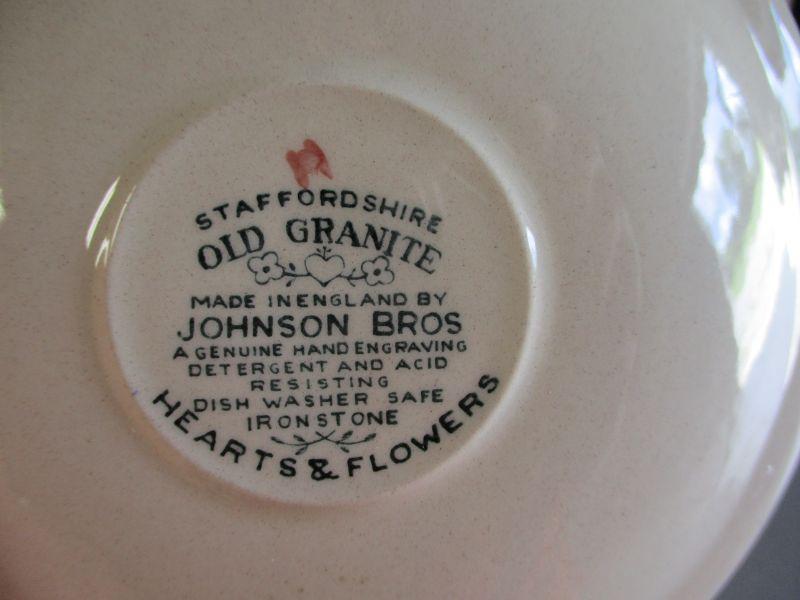 STAFFORDSHIRE
OLD GRANITE
MADE IN ENGLAND BY
JOHNSON BROS
A GENUINE HAND ENGRAVING
DETERGENT AND ACID
RESISTING
DISH WASHER SAFE
IRONSTONE
HEARTS & FLOWERS